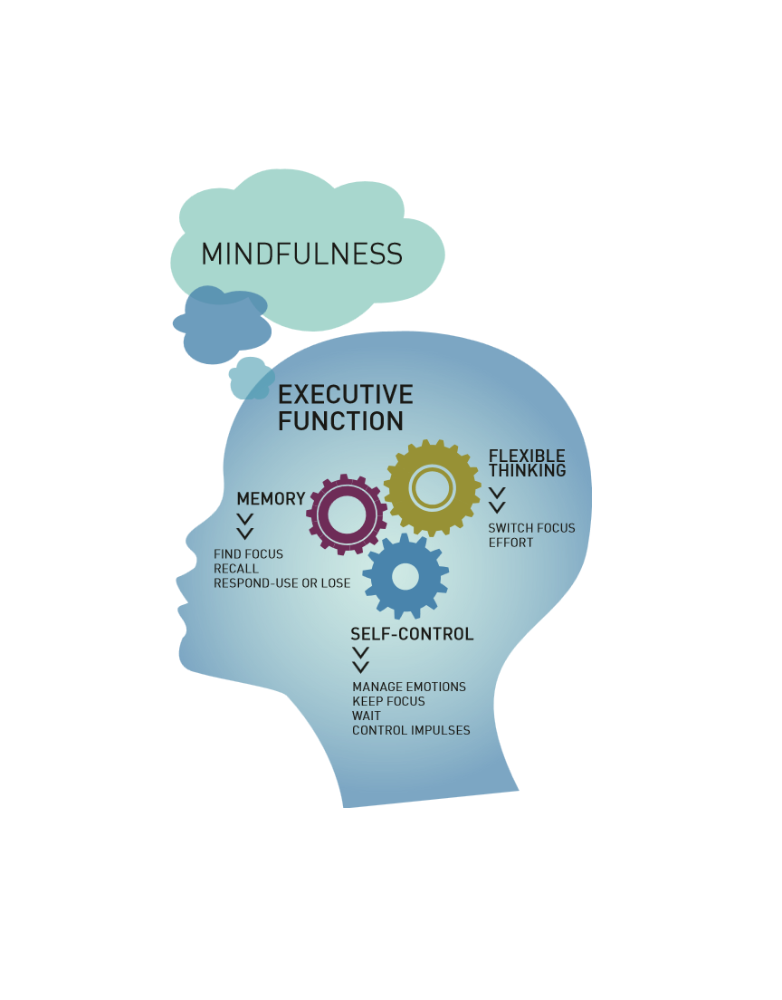 MINDFULNESS
EXECUTIVE
FUNCTION
MEMORY
FIND FOCUS
RECALL
RESPOND-USE OR LOSE
FLEXIBLE
THINKING
SWITCH FOCUS
EFFORT
SELF-CONTROL
MANAGE EMOTIONS
KEEP FOCUS
WAIT
CONTROL IMPULSES